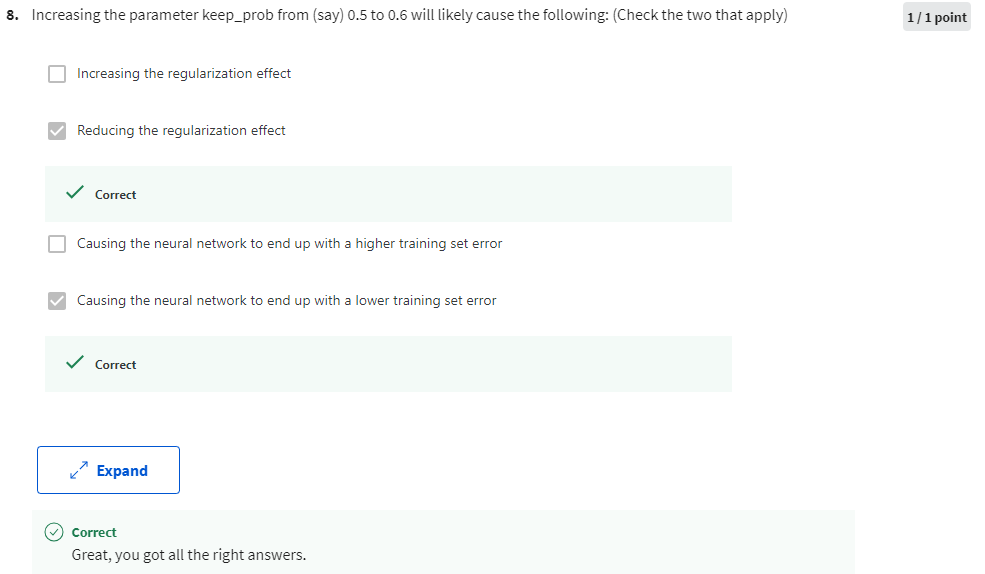 8. Increasing the parameter keep_prob from (say) 0.5 to 0.6 will likely cause the following: (Check the two that apply)
1 / 1 point
Increasing the regularization effect
Reducing the regularization effect
Correct
Causing the neural network to end up with a higher training set error
Causing the neural network to end up with a lower training set error
Correct
Expand
Correct
Great, you got all the right answers.